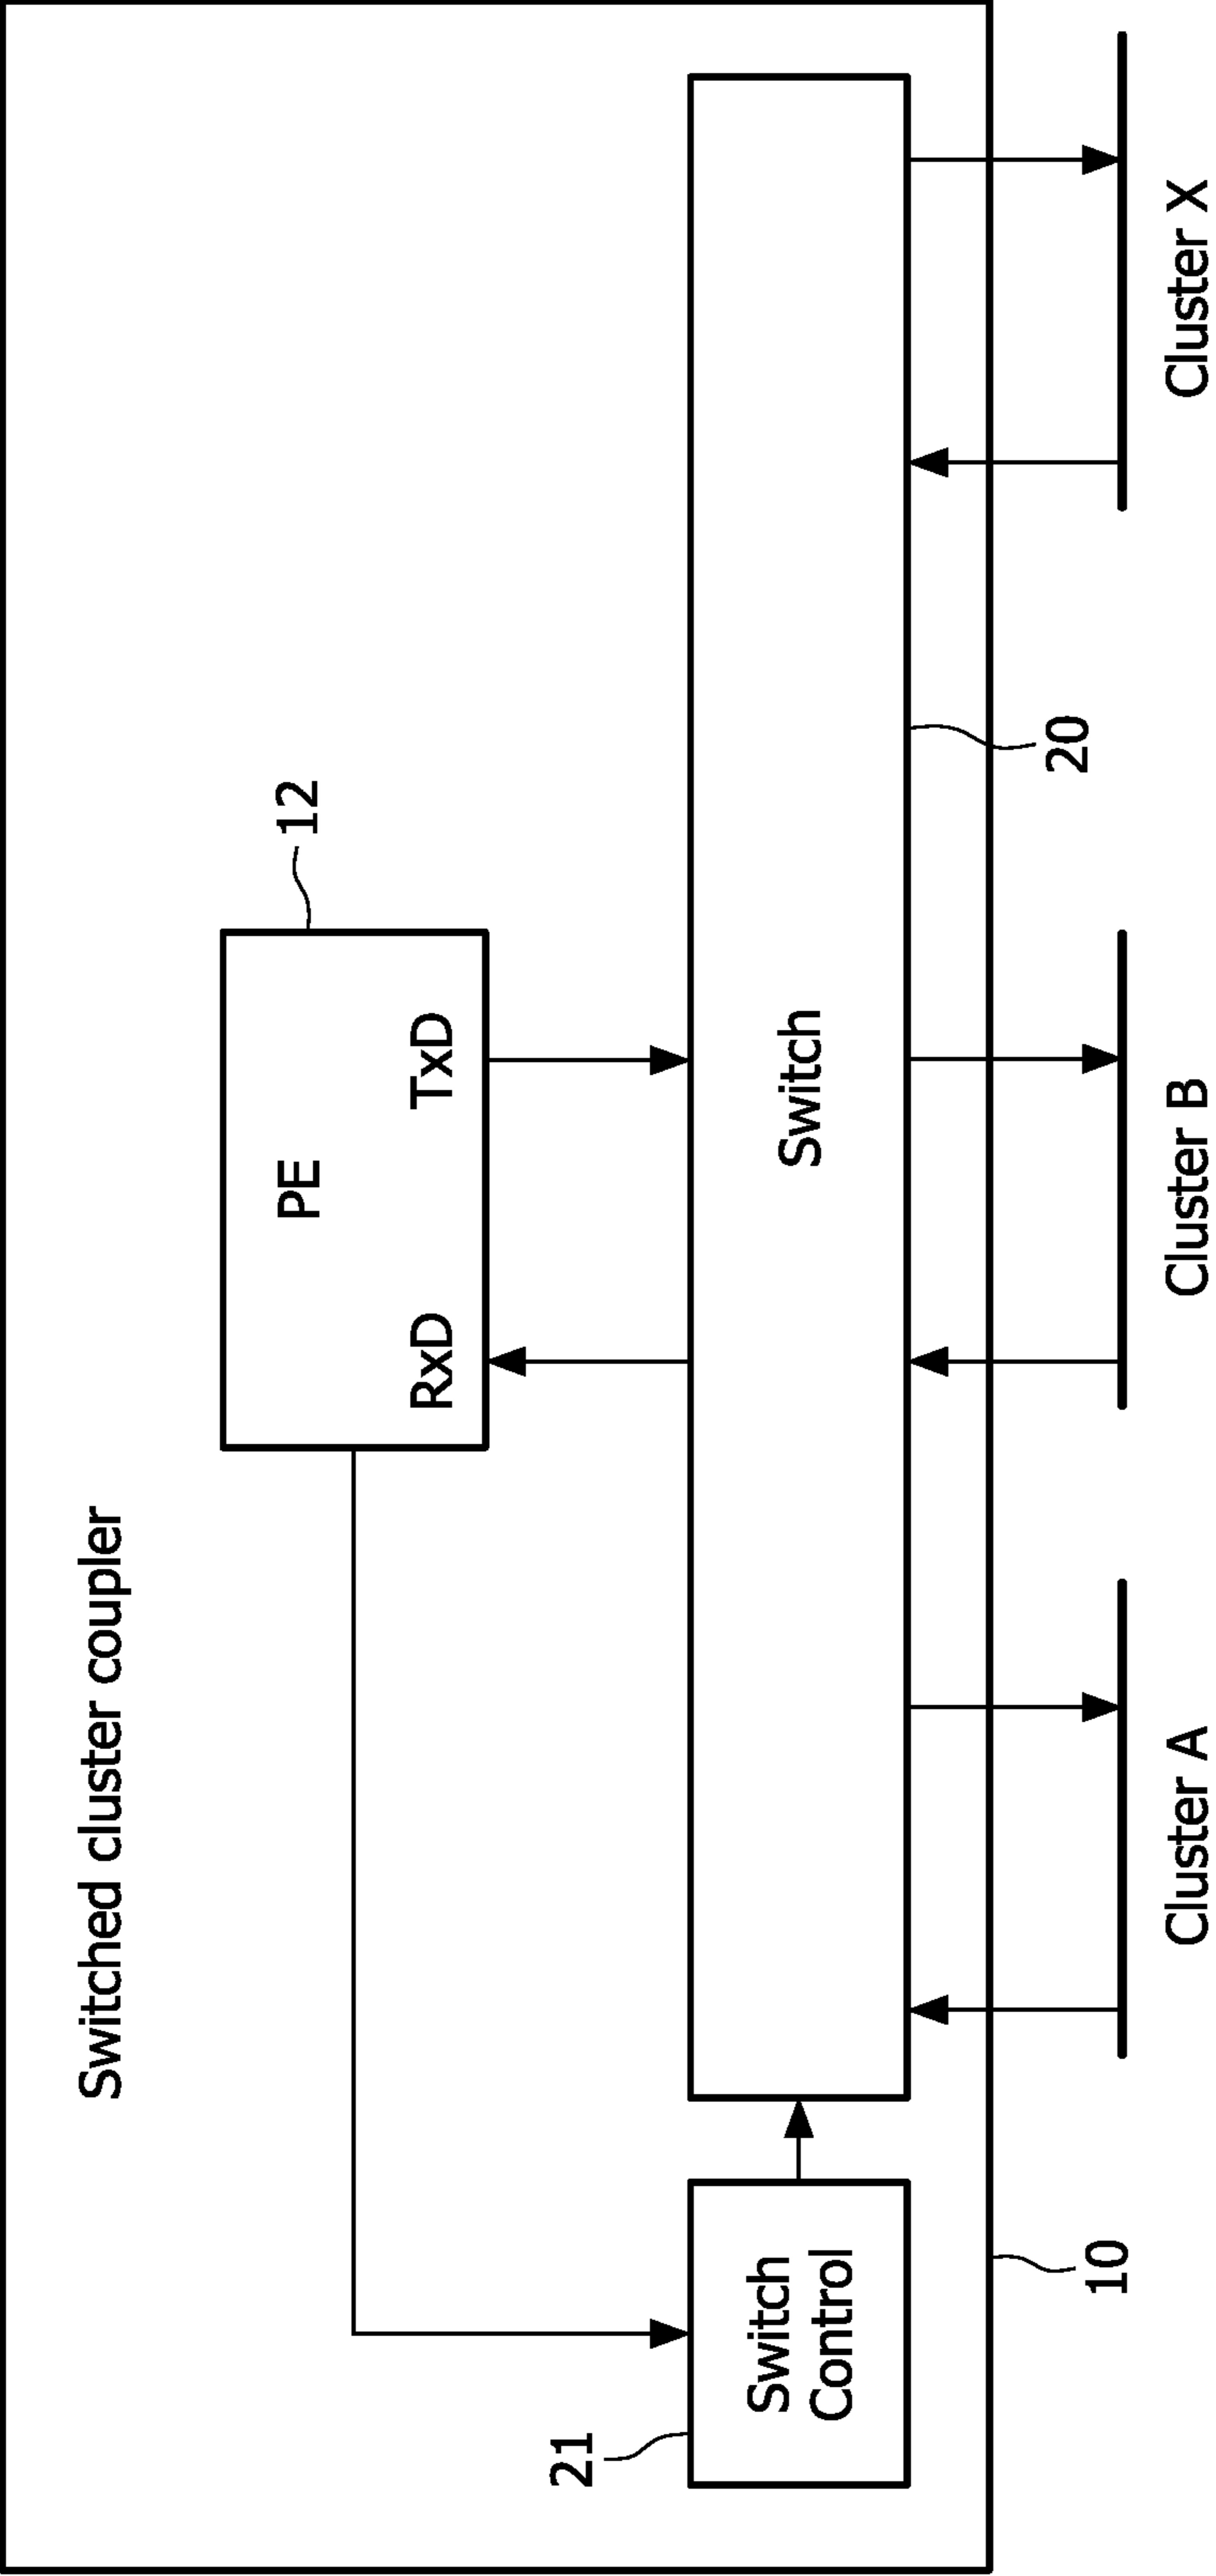 Switched cluster coupler
12
PE
RxD
TxD
21
Switch
Control
Switch
20
10
Cluster A
Cluster B
Cluster X